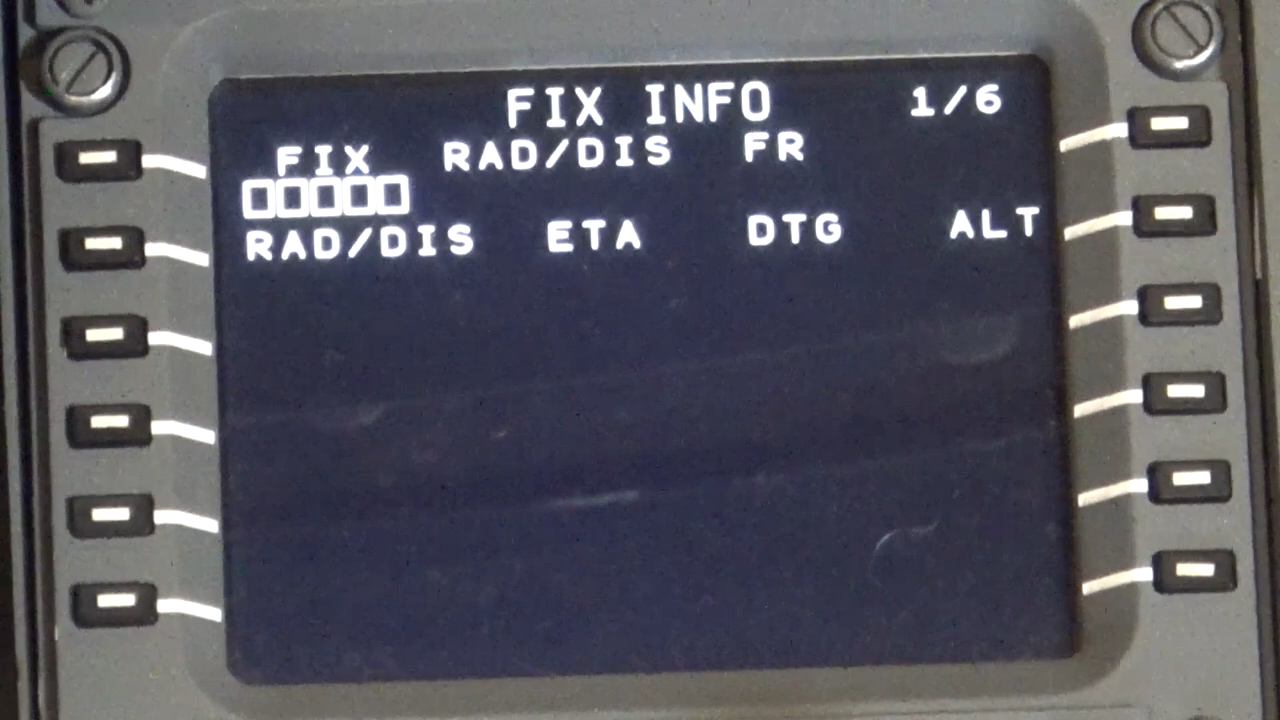 FIX INFO 1/6
FIX RAD/DIS FR
□□□□□
RAD/DIS ETA DTG ALT